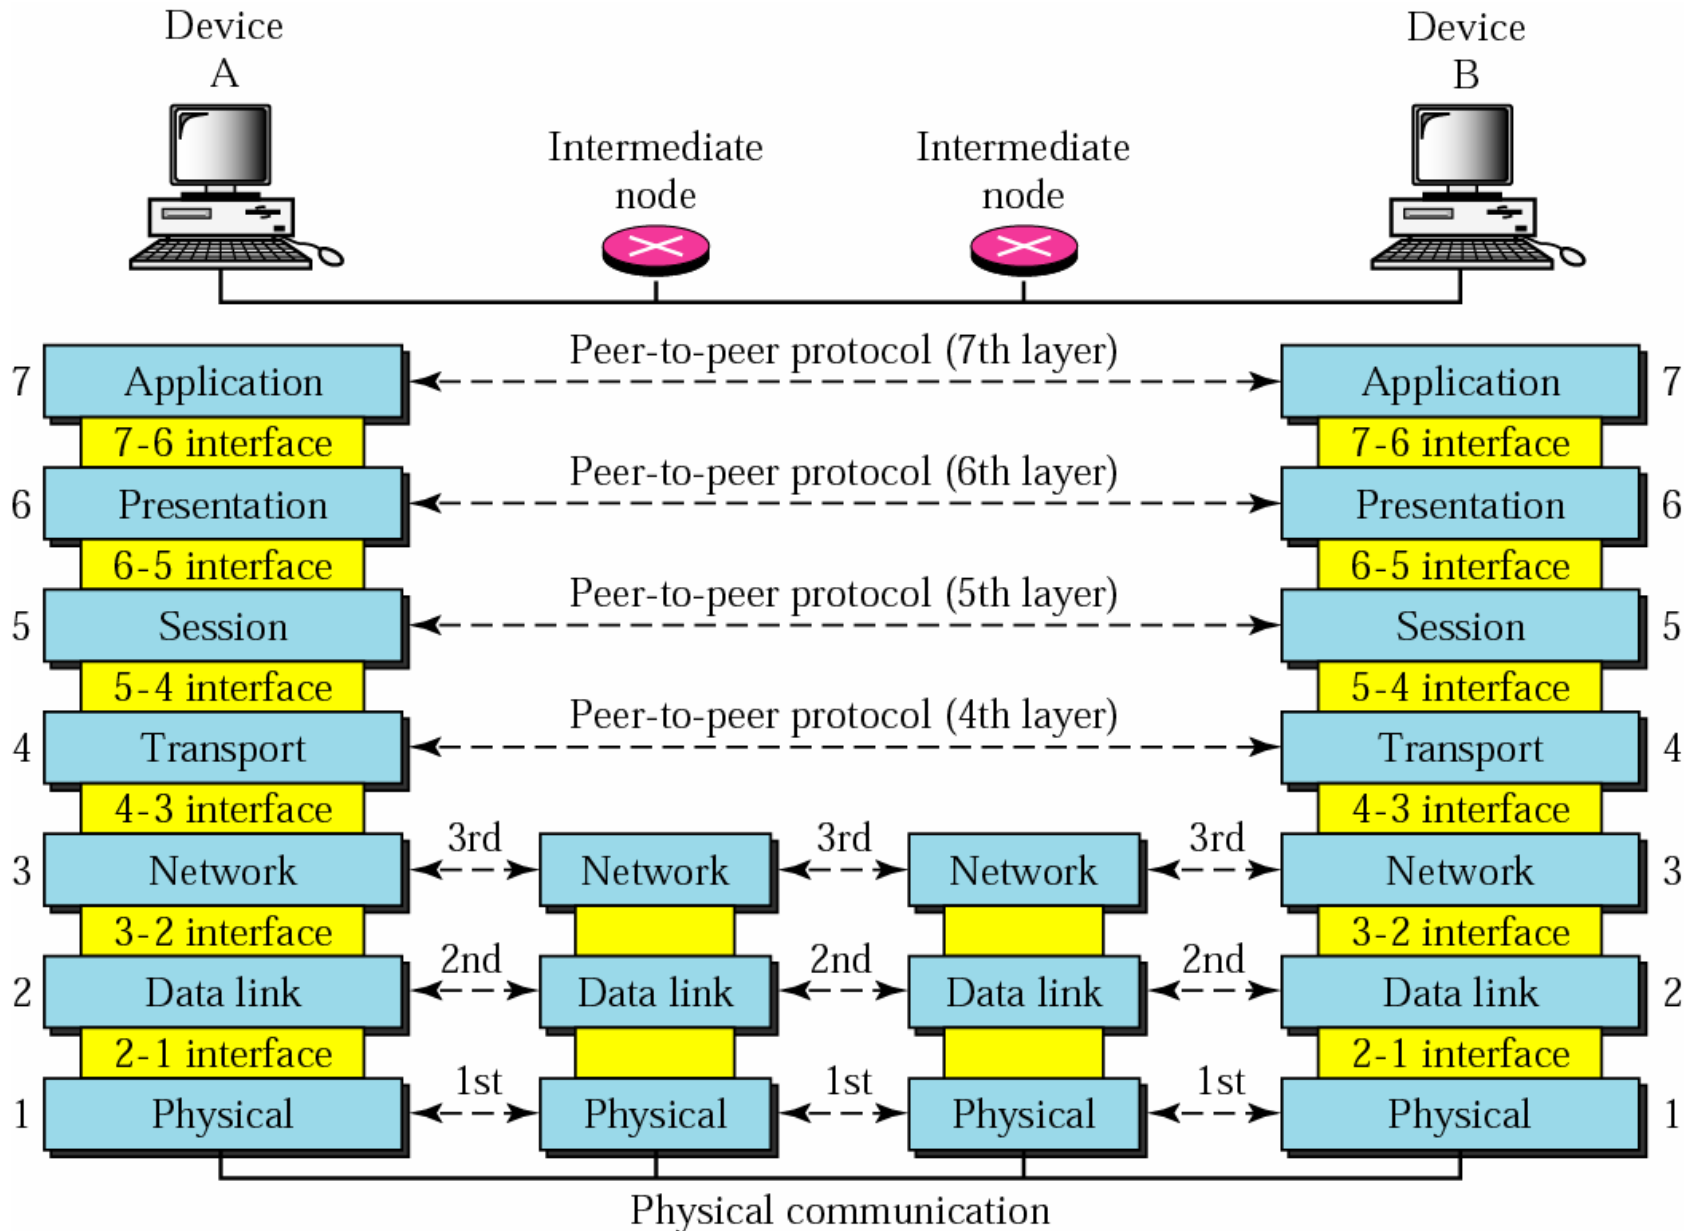 Device
A
Device
B
Intermediate
node
Intermediate
node
Peer-to-peer protocol (7th layer)
7 Application
Application 7
7-6 interface
7-6 interface
Peer-to-peer protocol (6th layer)
6 Presentation
Presentation 6
6-5 interface
6-5 interface
Peer-to-peer protocol (5th layer)
5 Session
Session 5
5-4 interface
5-4 interface
Peer-to-peer protocol (4th layer)
4 Transport
Transport 4
4-3 interface
4-3 interface
3 Network 3rd Network 3rd Network 3rd Network 3
3-2 interface
3-2 interface
2 Data link 2nd Data link 2nd Data link 2nd Data link 2
2-1 interface
2-1 interface
1 Physical 1st Physical 1st Physical 1st Physical 1
Physical communication